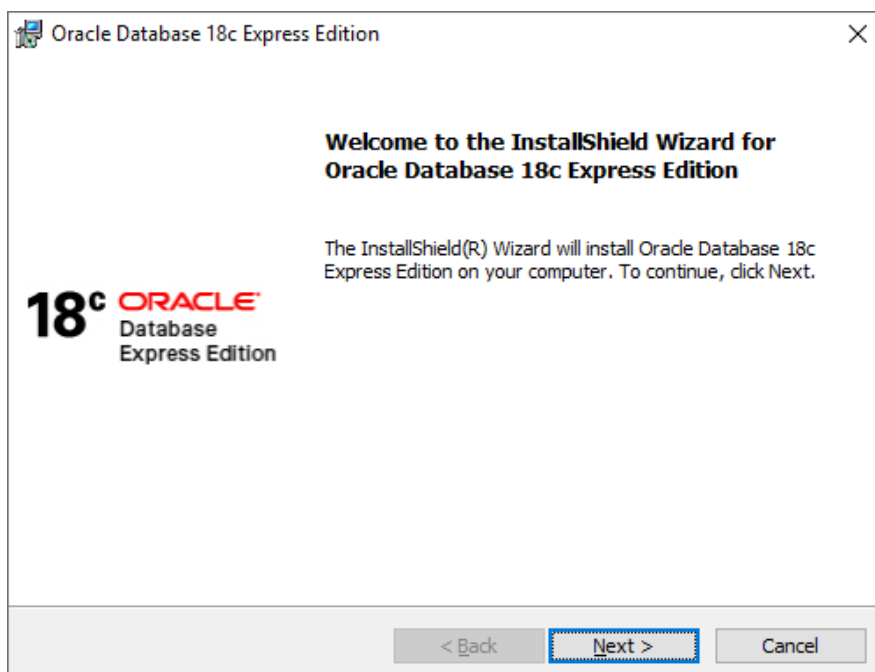 Oracle Database 18c Express Edition
Welcome to the InstallShield Wizard for
Oracle Database 18c Express Edition
The InstallShield(R) Wizard will install Oracle Database 18c
Express Edition on your computer. To continue, click Next.
18c ORACLE
Database
Express Edition
< Back Next > Cancel